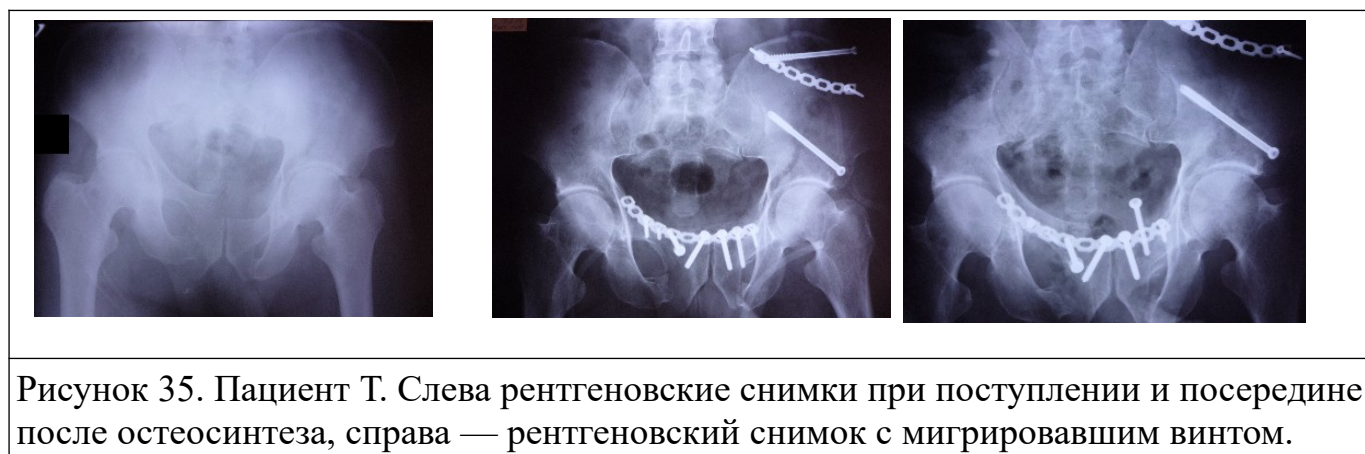 Рисунок 35. Пациент Т. Слева рентгеновские снимки при поступлении и посередине
после остеосинтеза, справа — рентгеновский снимок с мигрировавшим винтом.